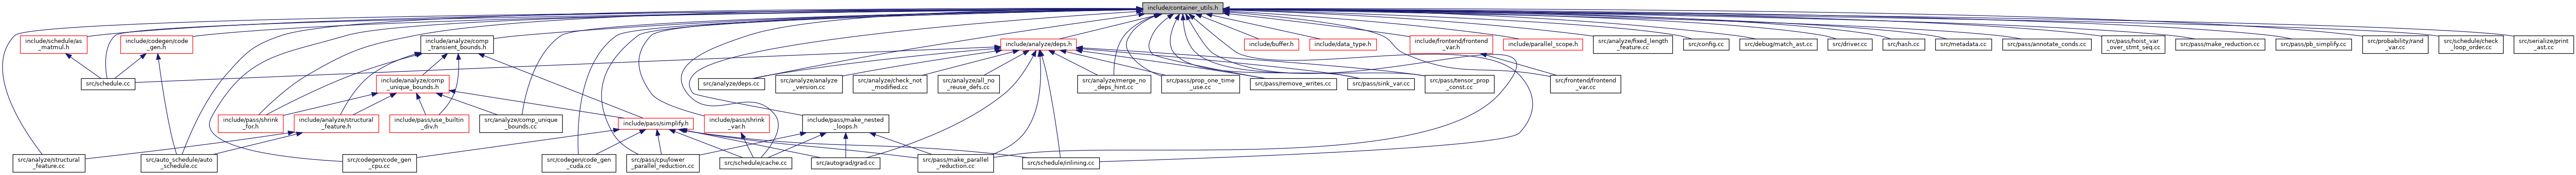 include/container_utils.h
include/schedule/as
_matmul.h
include/codegen/code
_gen.h
include/analyze/comp
_transient_bounds.h
include/analyze/deps.h
include/buffer.h
include/data_type.h
include/frontend/frontend
_var.h
include/parallel_scope.h
src/analyze/fixed_length
_feature.cc
src/config.cc
src/debug/match_ast.cc
src/driver.cc
src/hash.cc
src/metadata.cc
src/pass/annotate_conds.cc
src/pass/hoist_var
_over_stmt_seq.cc
src/pass/make_reduction.cc
src/pass/pb_simplify.cc
src/probability/rand
_var.cc
src/schedule/check
_loop_order.cc
src/serialize/print
_ast.cc
src/schedule.cc
include/analyze/comp
_unique_bounds.h
src/analyze/deps.cc
src/analyze/analyze
_version.cc
src/analyze/check_not
_modified.cc
src/analyze/all_no
_reuse_defs.cc
src/analyze/merge_no
_deps_hint.cc
src/pass/prop_one_time
_use.cc
src/pass/remove_writes.cc
src/pass/sink_var.cc
src/pass/tensor_prop
_const.cc
src/frontend/frontend
_var.cc
include/pass/shrink
_for.h
include/analyze/structural
_feature.h
include/pass/use_builtin
_div.h
src/analyze/comp_unique
_bounds.cc
include/pass/simplify.h
include/pass/shrink
_var.h
include/pass/make_nested
_loops.h
src/analyze/structural
_feature.cc
src/auto_schedule/auto
_schedule.cc
src/codegen/code_gen
_cpu.cc
src/codegen/code_gen
_cuda.cc
src/pass/cpu/lower
_parallel_reduction.cc
src/schedule/cache.cc
src/autograd/grad.cc
src/pass/make_parallel
_reduction.cc
src/schedule/inlining.cc